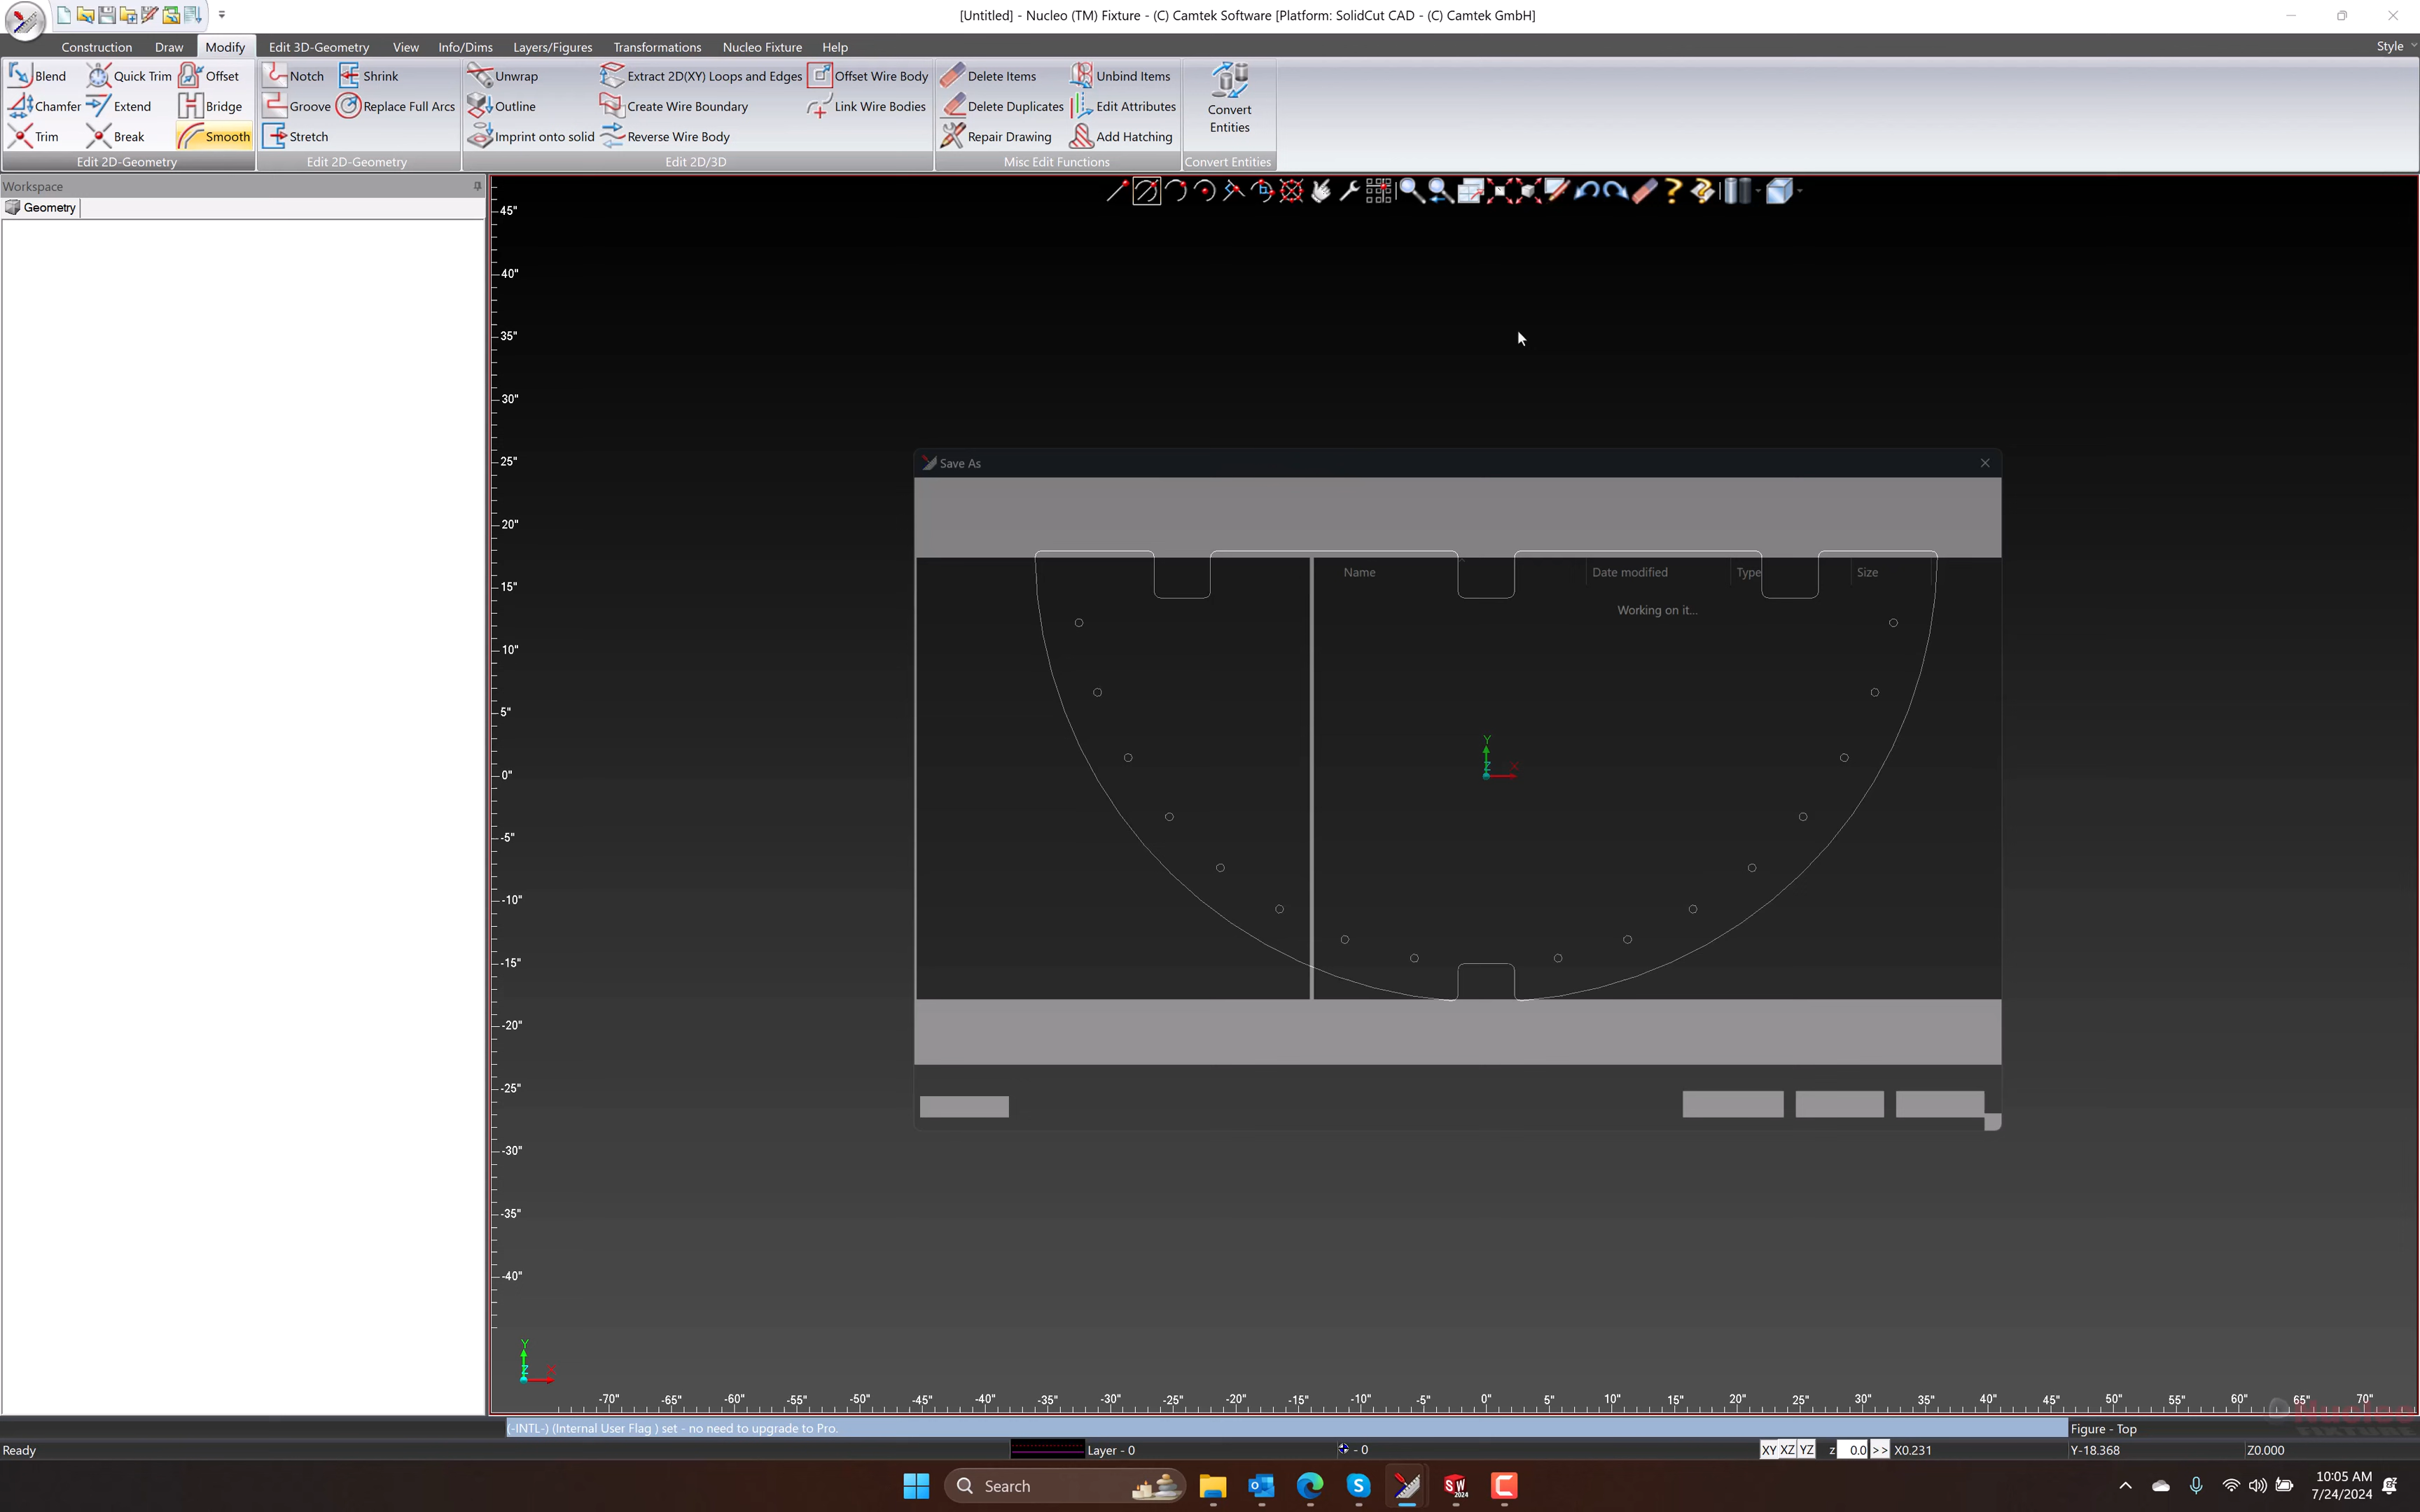 [Untitled] - Nucleo (TM) Fixture - (C) Camtek Software [Platform: SolidCut CAD - (C) Camtek GmbH]
Construction Draw Modify Edit 3D-Geometry View Info/Dims Layers/Figures Transformations Nucleo Fixture Help Style
Blend Quick Trim Offset Notch Shrink Unwrap Extract 2D(XY) Loops and Edges Offset Wire Body Delete Items Unbind Items
Chamfer Extend Bridge Groove Replace Full Arcs Outline Create Wire Boundary Link Wire Bodies Delete Duplicates Edit Attributes Convert Entities
Trim Break Smooth Stretch Imprint onto solid Reverse Wire Body Repair Drawing Add Hatching
Edit 2D-Geometry Edit 2D-Geometry Edit 2D/3D Misc Edit Functions Convert Entities
Workspace
Geometry
45"
40"
35"
30"
25"
20"
15"
10"
5"
0"
-5"
-10"
-15"
-20"
-25"
-30"
-35"
-40"
Save As
Name Date modified Type Size
Working on it...
Y
Z X
Y
Z X
-70" -65" -60" -55" -50" -45" -40" -35" -30" -25" -20" -15" -10" -5" 0" 5" 10" 15" 20" 25" 30" 35" 40" 45" 50" 55" 60" 65" 70"
Nucleo
FIXTURE
(-INTL-) (Internal User Flag ) set - no need to upgrade to Pro. Figure - Top
Ready Layer - 0 - 0 XY XZ YZ z 0.0 >> X0.231 Y-18.368 Z0.000
Search
SW
2024
10:05 AM
7/24/2024